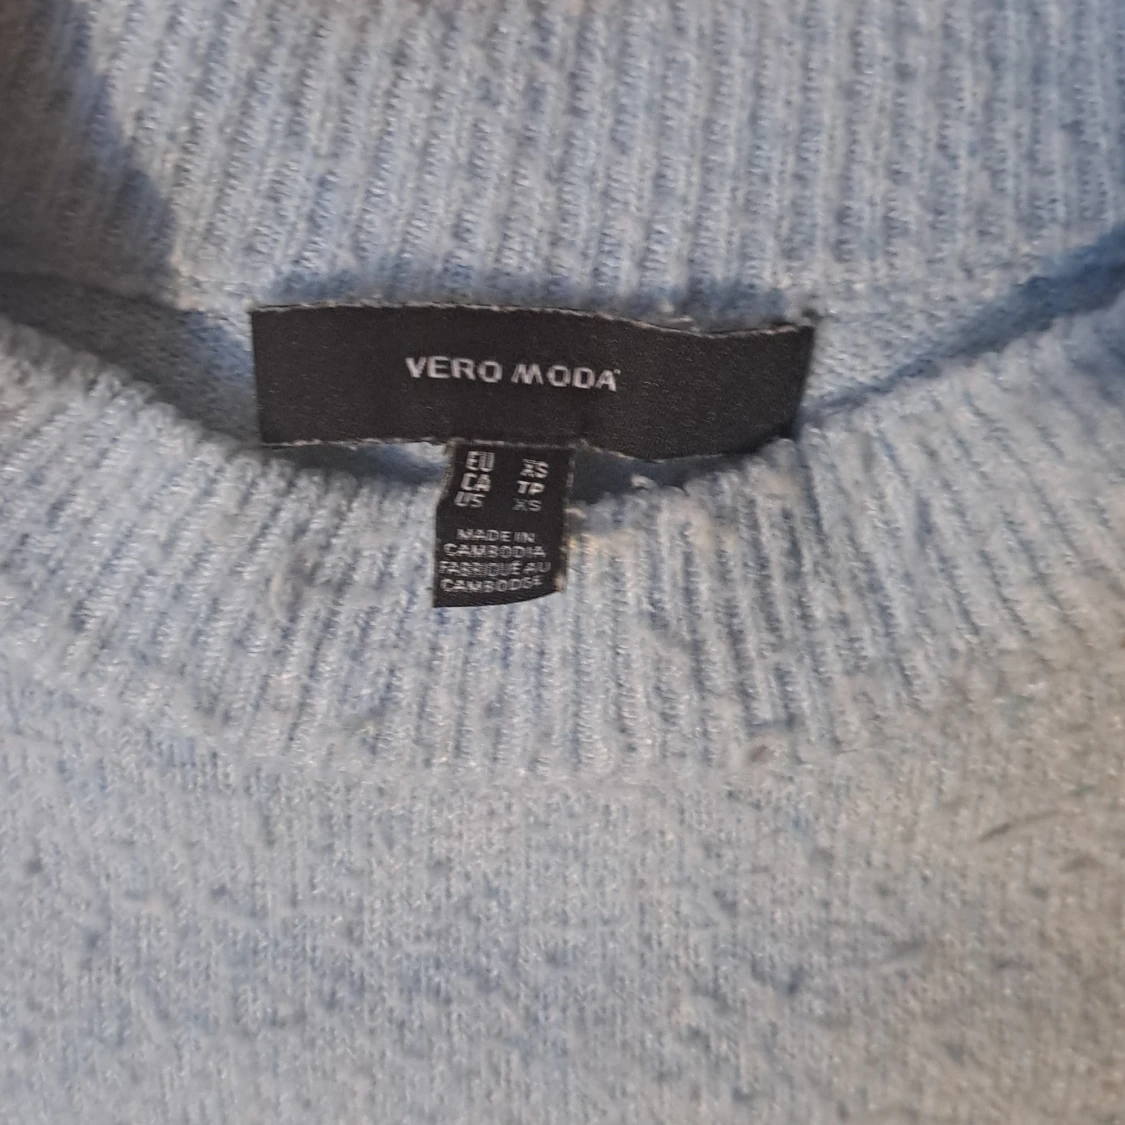 VERO MODA
EU XS
CA TP
US XS
MADE IN
CAMBODIA
FABRIQUÉ AU
CAMBODGE